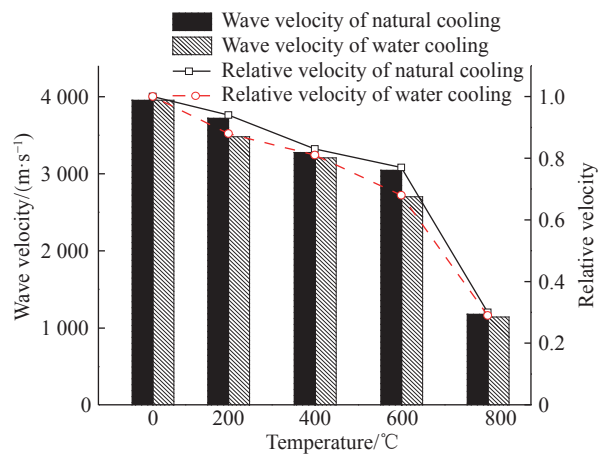 Wave velocity of natural cooling
Wave velocity of water cooling
Relative velocity of natural cooling
Relative velocity of water cooling
4 000
3 000
2 000
1 000
0
Wave velocity/(m·s⁻¹)
1.0
0.8
0.6
0.4
0.2
0
Relative velocity
0 200 400 600 800
Temperature/℃